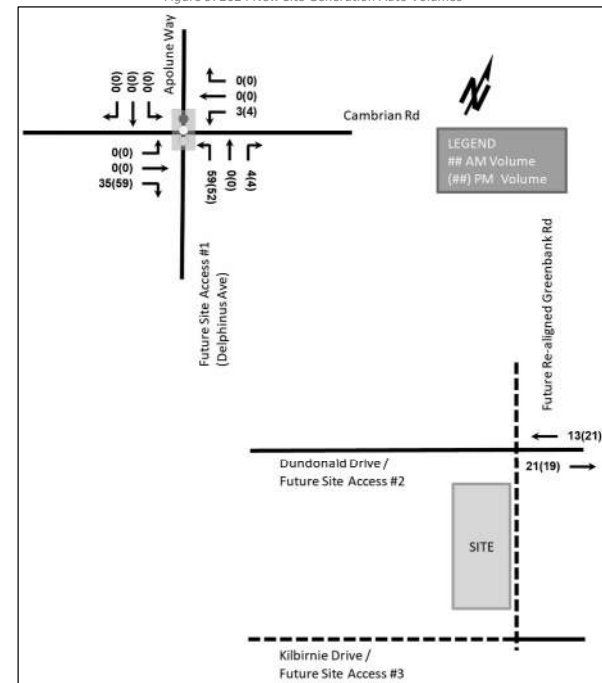 Apolune Way
0(0)
0(0)
0(0)
0(0)
0(0)
3(4)
Cambrian Rd
LEGEND
## AM Volume
(##) PM Volume
0(0)
0(0)
35(59)
59(52)
0(0)
4(4)
Future Site Access #1
(Delphinus Ave)
Future Re-aligned Greenbank Rd
13(21)
Dundonald Drive /
Future Site Access #2
21(19)
SITE
Kilbirnie Drive /
Future Site Access #3